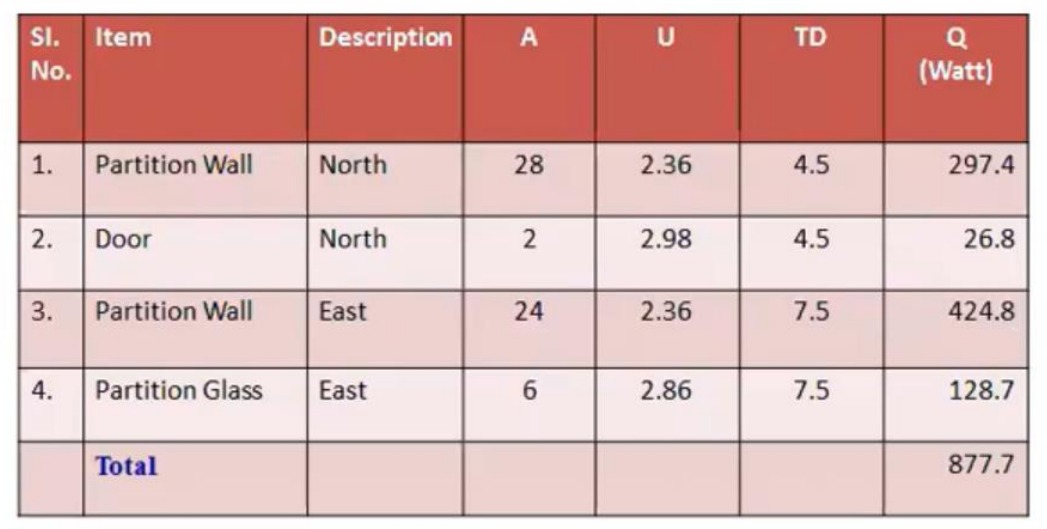 Sl. No. Item Description A U TD Q (Watt)
1. Partition Wall North 28 2.36 4.5 297.4
2. Door North 2 2.98 4.5 26.8
3. Partition Wall East 24 2.36 7.5 424.8
4. Partition Glass East 6 2.86 7.5 128.7
Total 877.7